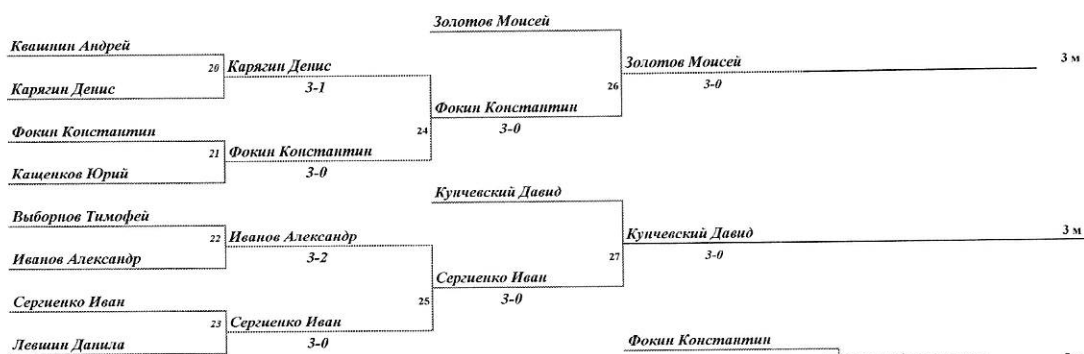 Золотов Моисей
Квашнин Андрей
20 Карягин Денис
Золотов Моисей
3 м
Карягин Денис
3-1
26
3-0
Фокин Константин
Фокин Константин
24
3-0
21 Фокин Константин
Кащенков Юрий
3-0
Кунчевский Давид
Выборнов Тимофей
22 Иванов Александр
Кунчевский Давид
3 м
Иванов Александр
3-2
27
3-0
Сергиенко Иван
Сергиенко Иван
25
3-0
23 Сергиенко Иван
Левшин Данила
3-0
Фокин Константин